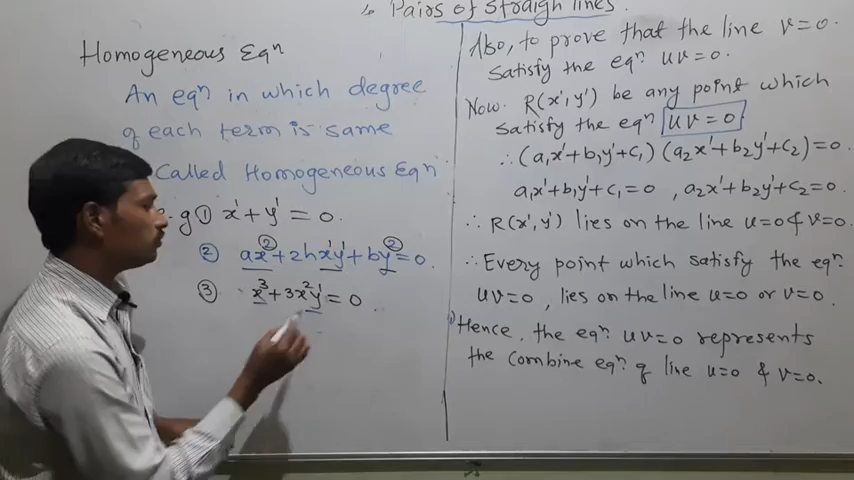 Pairs of Straigh lines.
Homogeneous Eqⁿ
An eqⁿ in which degree
of each term is same
Called Homogeneous Eqⁿ
g ① x¹ + y¹ = 0.
② ax² + 2hx¹y¹ + by² = 0.
③ x³ + 3x²y¹ = 0
Also, to prove that the line v=0.
Satisfy the eqⁿ uv=0.
Now. R(x',y') be any point which
satisfy the eqⁿ uv=0
∴ (a₁x'+b₁y'+c₁) (a₂x'+b₂y'+c₂)=0.
a₁x'+b₁y'+c₁=0 , a₂x'+b₂y'+c₂=0.
∴ R(x',y') lies on the line u=0 & v=0.
∴ Every point which satisfy the eqⁿ
uv=0, lies on the line u=0 or v=0.
Hence, the eqⁿ uv=0 represents
the Combine eqⁿ of line u=0 & v=0.